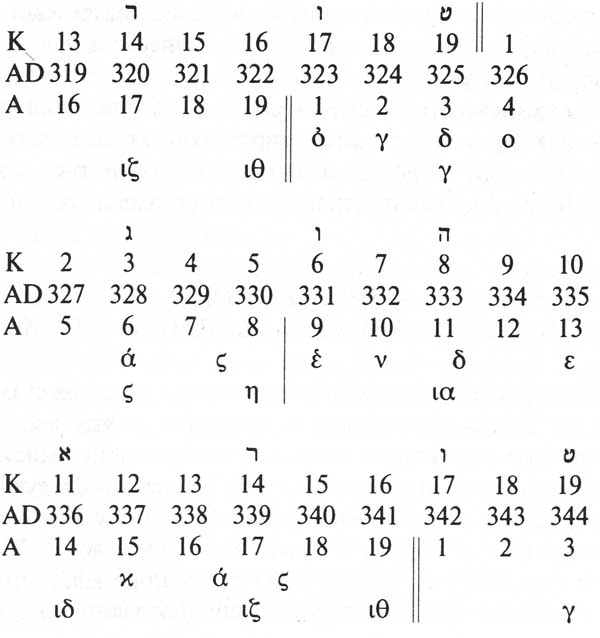 ר ו ט
K 13 14 15 16 17 18 19 1
AD 319 320 321 322 323 324 325 326
A 16 17 18 19 1 2 3 4
ὀ γ δ ο
ιζ ιθ γ
ג ו ה
K 2 3 4 5 6 7 8 9 10
AD 327 328 329 330 331 332 333 334 335
A 5 6 7 8 9 10 11 12 13
ά ς ἑ ν δ ε
ς η ια
א ר ו ט
K 11 12 13 14 15 16 17 18 19
AD 336 337 338 339 340 341 342 343 344
A 14 15 16 17 18 19 1 2 3
ϰ ά ς
ιδ ιζ ιθ γ